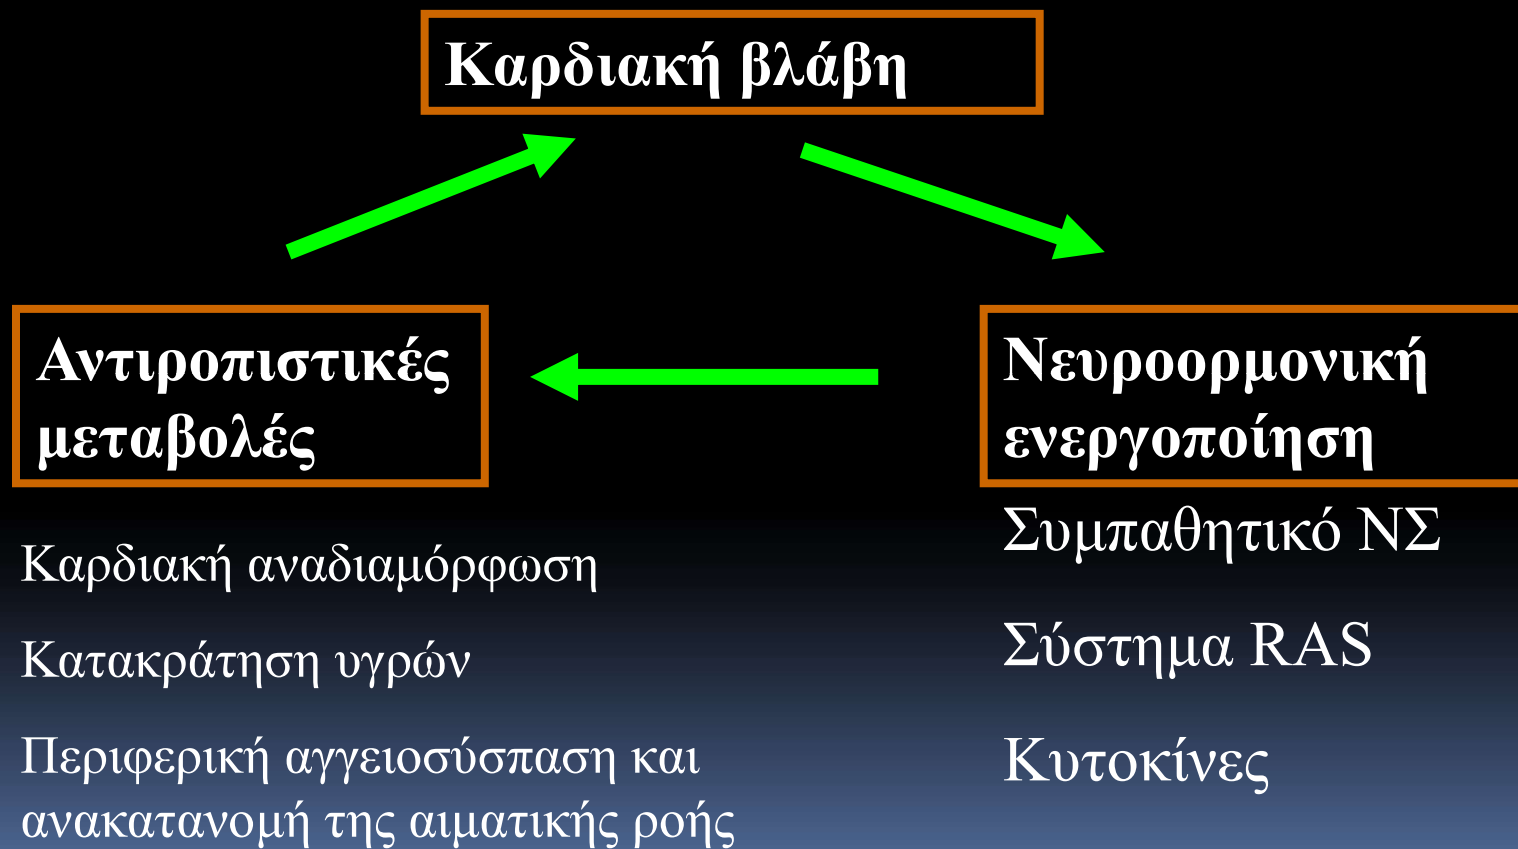 Καρδιακή βλάβη
Αντιροπιστικές
μεταβολές
Καρδιακή αναδιαμόρφωση
Κατακράτηση υγρών
Περιφερική αγγειοσύσπαση και
ανακατανομή της αιματικής ροής
Νευροορμονική
ενεργοποίηση
Συμπαθητικό ΝΣ
Σύστημα RAS
Κυτοκίνες